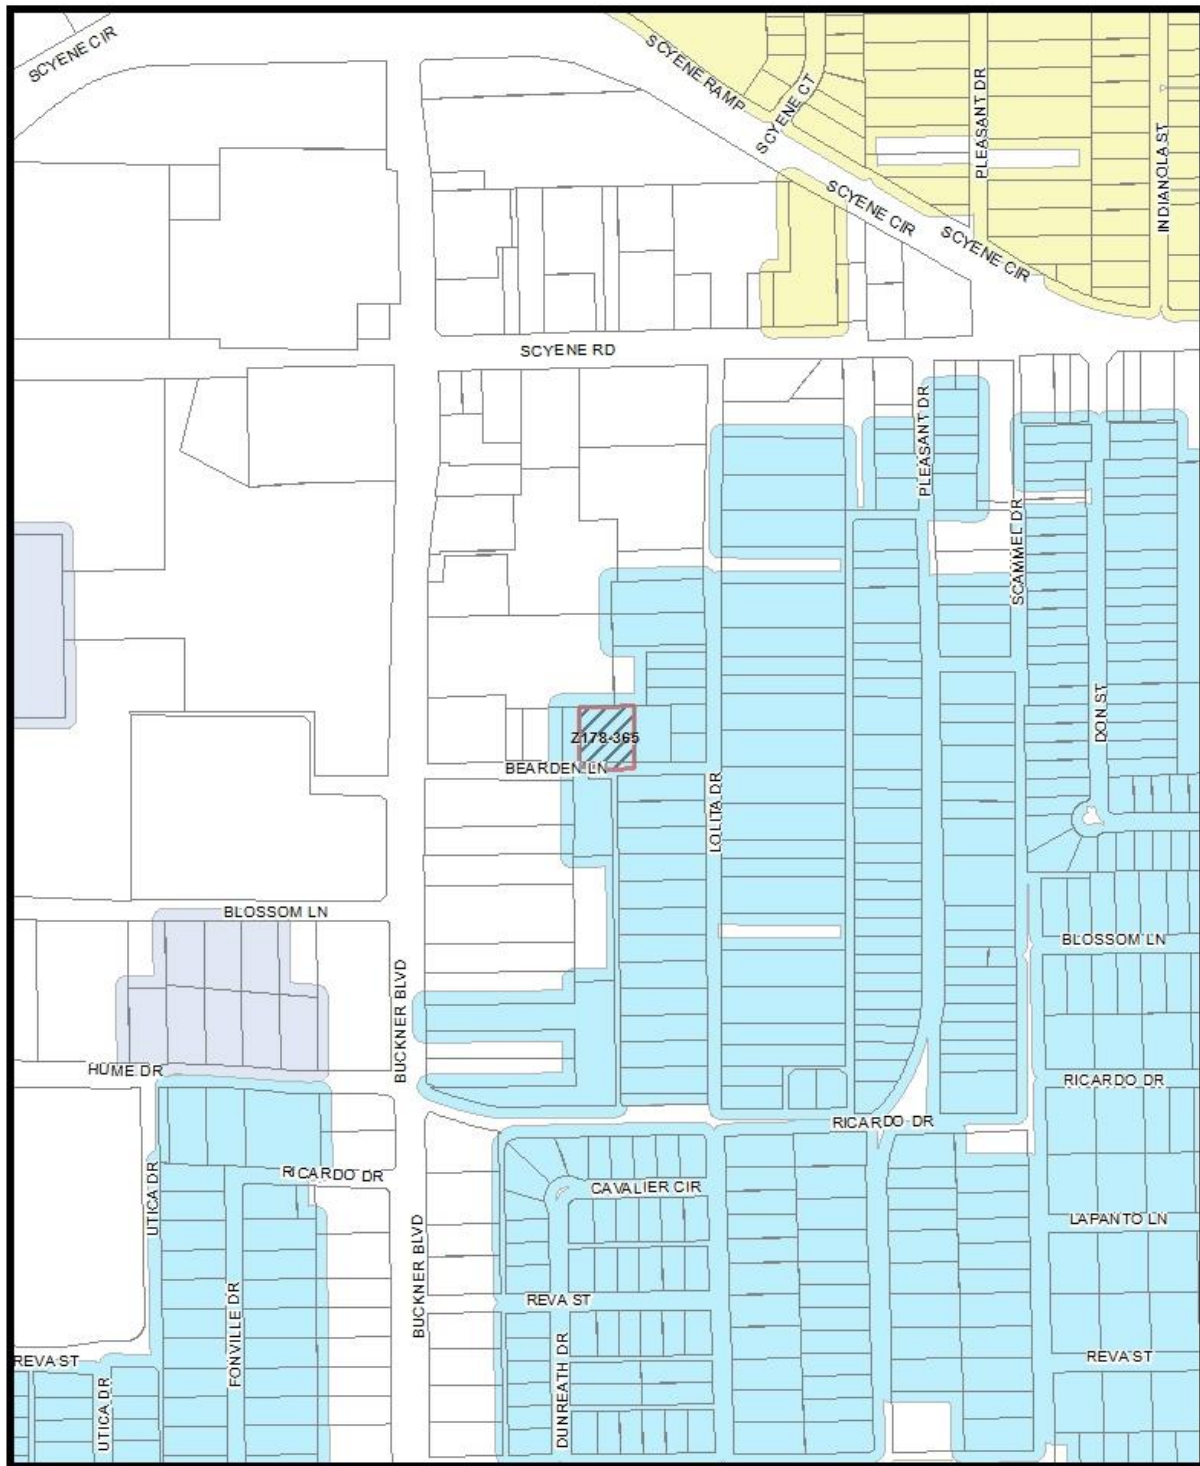 SCYENE CIR
SCYENE RAMP
SCYENE CT
PLEASANT DR
INDIANOLA ST
SCYENE CIR
SCYENE CIR
SCYENE RD
PLEASANT DR
SCAMMEL DR
DON ST
Z178-365
BEARDEN LN
LOLITA DR
BLOSSOM LN
BLOSSOM LN
BUCKNER BLVD
HUME DR
RICARDO DR
RICARDO DR
UTICA DR
RICARDO DR
CAVALIER CIR
LAPANTO LN
BUCKNER BLVD
FONVILLE DR
REVA ST
DUNREATH DR
REVA ST
REVA ST
UTICA DR